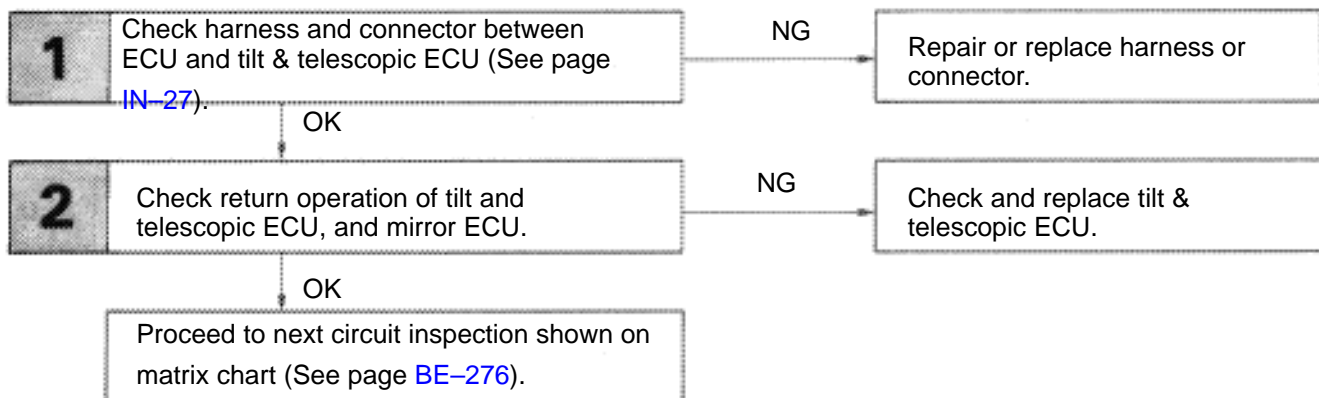 1
Check harness and connector between
ECU and tilt & telescopic ECU (See page
IN–27).
NG
Repair or replace harness or
connector.
OK
2
Check return operation of tilt and
telescopic ECU, and mirror ECU.
NG
Check and replace tilt &
telescopic ECU.
OK
Proceed to next circuit inspection shown on
matrix chart (See page BE–276).